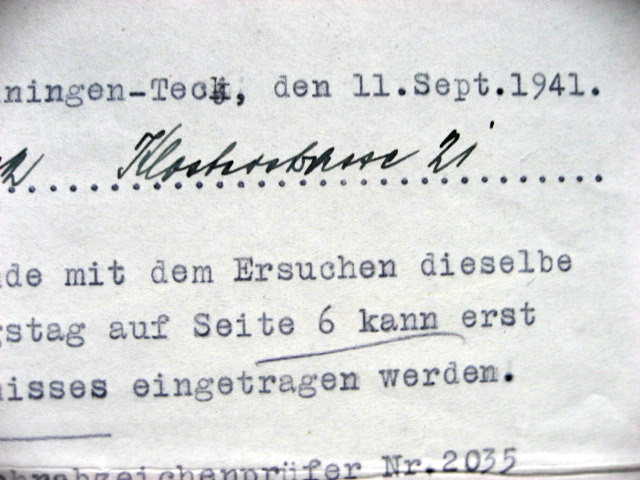 ningen-Teck, den 11.Sept.1941.
Klosterstrasse 21
de mit dem Ersuchen dieselbe
gstag auf Seite 6 kann erst
nisses eingetragen werden.
hrabzeichenprüfer Nr.2035